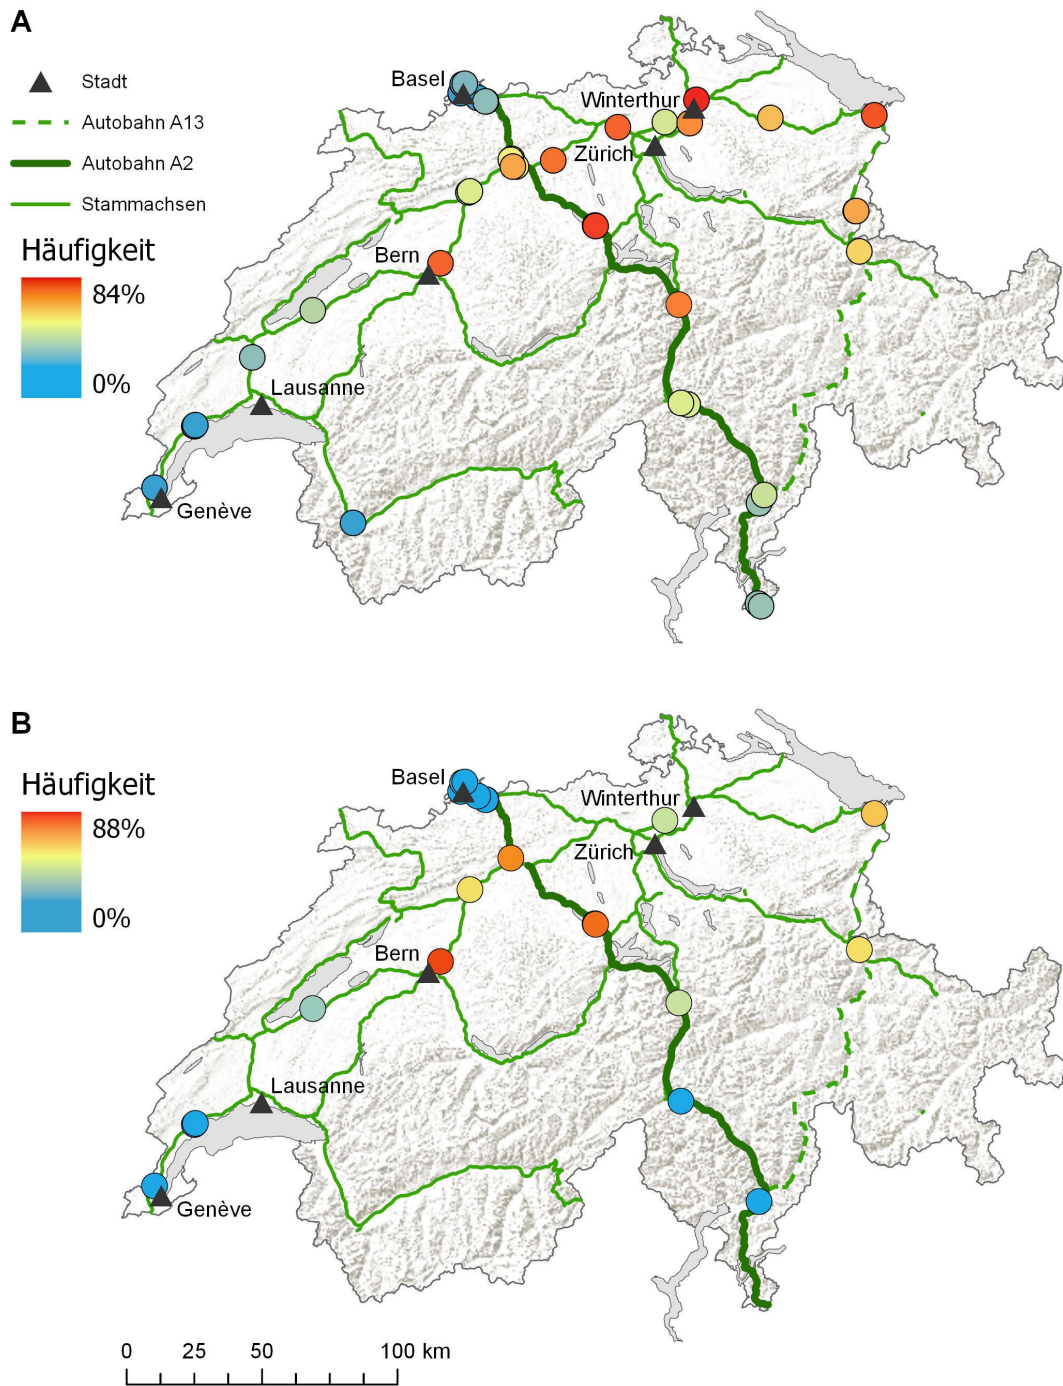 A
Stadt
Autobahn A13
Autobahn A2
Stammachsen
Häufigkeit
84%
0%
Basel
Winterthur
Zürich
Bern
Lausanne
Genève
B
Häufigkeit
88%
0%
Basel
Winterthur
Zürich
Bern
Lausanne
Genève
0 25 50 100 km